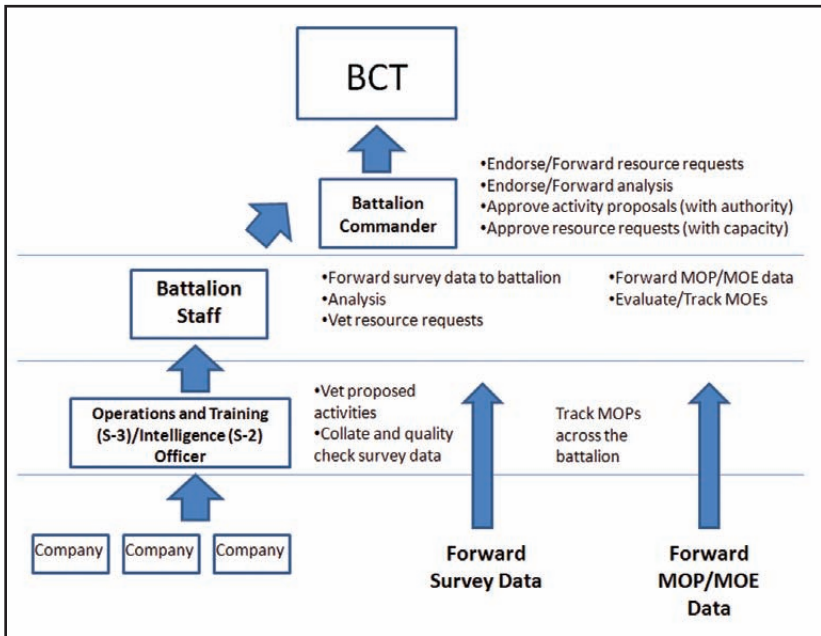 BCT
•Endorse/Forward resource requests
•Endorse/Forward analysis
•Approve activity proposals (with authority)
•Approve resource requests (with capacity)
Battalion
Commander
Battalion
Staff
•Forward survey data to battalion
•Analysis
•Vet resource requests
•Forward MOP/MOE data
•Evaluate/Track MOEs
Operations and Training
(S-3)/Intelligence (S-2)
Officer
•Vet proposed
activities
•Collate and quality
check survey data
Track MOPs
across the
battalion
Company
Company
Company
Forward
Survey Data
Forward
MOP/MOE
Data